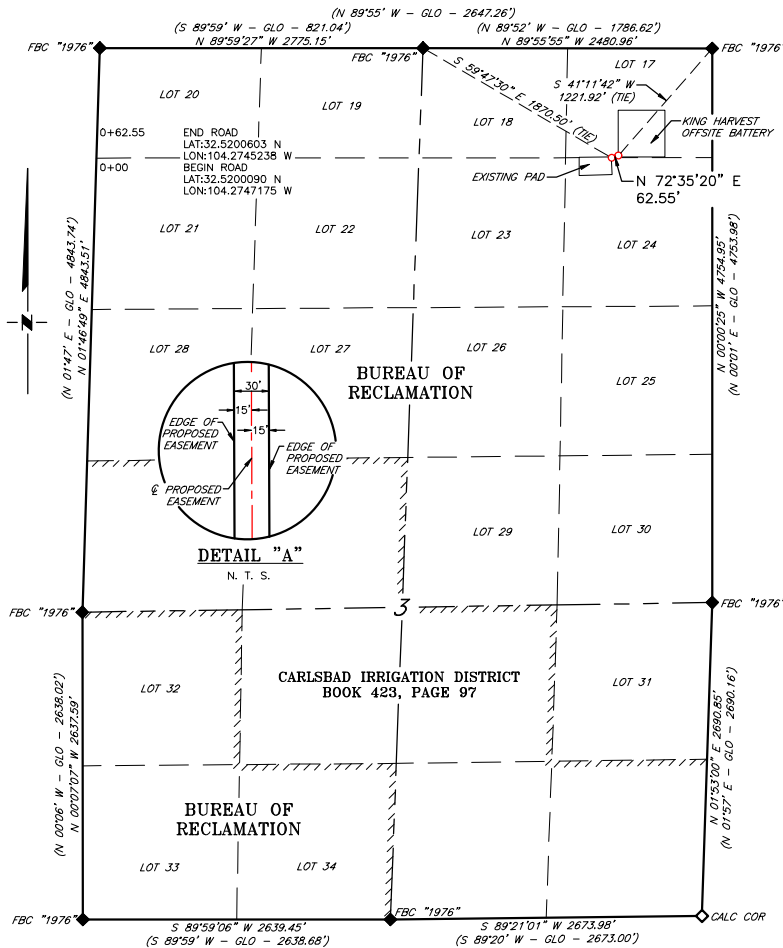 (N 89°55' W - GLO - 2647.26)
(S 89°59' W - GLO - 821.04')
(N 89°52' W - GLO - 1786.62')
N 89°59'27" W 2775.15'
N 89°55'55" W 2480.96'
FBC "1976"
FBC "1976"
FBC "1976"
LOT 17
S 59°47'30" E 1870.50' (TIE)
S 41°11'42" W
1221.92' (TIE)
LOT 20
LOT 19
LOT 18
KING HARVEST
OFFSITE BATTERY
0+62.55 END ROAD
LAT:32.5200603 N
LON:104.2745238 W
0+00 BEGIN ROAD
LAT:32.5200090 N
LON:104.2747175 W
EXISTING PAD
N 72°35'20" E
62.55'
LOT 21
LOT 22
LOT 23
LOT 24
(N 01°47' E - GLO - 4843.74')
N 01°46'49" E 4843.51'
N 00°00'25" W 4754.95'
(N 00°01' E - GLO - 4753.98')
N
LOT 28
LOT 27
LOT 26
LOT 25
BUREAU OF
RECLAMATION
30'
15'
15'
EDGE OF
PROPOSED
EASEMENT
EDGE OF
PROPOSED
EASEMENT
℄ PROPOSED
EASEMENT
DETAIL "A"
N. T. S.
LOT 29
LOT 30
FBC "1976"
3
FBC "1976"
LOT 32
CARLSBAD IRRIGATION DISTRICT
BOOK 423, PAGE 97
LOT 31
(N 00°06' W - GLO - 2638.02')
N 00°07'07" W 2637.59'
N 01°53'00" E 2690.85'
(N 01°57' E - GLO - 2690.16')
BUREAU OF
RECLAMATION
LOT 33
LOT 34
FBC "1976"
FBC "1976"
CALC COR
S 89°59'06" W 2639.45'
(S 89°59' W - GLO - 2638.68')
S 89°21'01" W 2673.98'
(S 89°20' W - GLO - 2673.00')